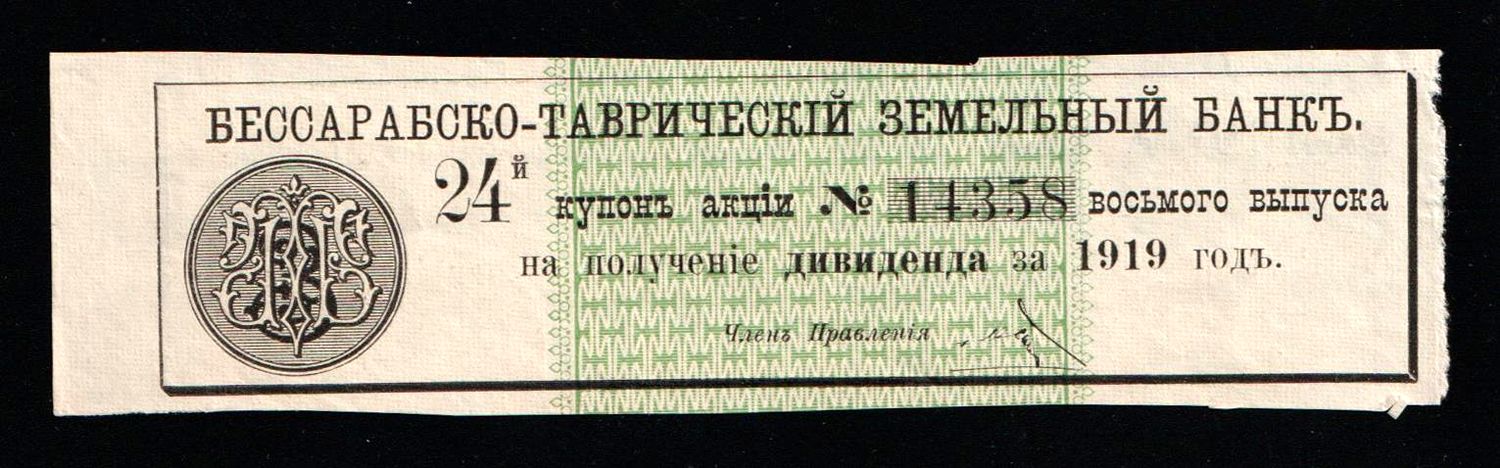 БЕССАРАБСКО-ТАВРИЧЕСКІЙ ЗЕМЕЛЬНЫЙ БАНКЪ.
24й купонъ акціи № 14358 восьмого выпуска
на полученіе дивиденда за 1919 годъ.
Членъ Правленія